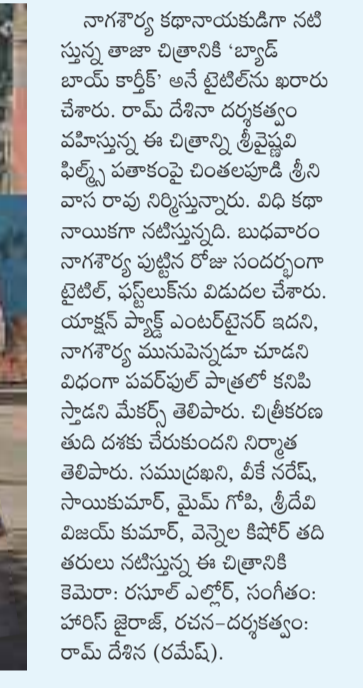 నాగశౌర్య కథానాయకుడిగా నటి
స్తున్న తాజా చిత్రానికి ‘బ్యాడ్
బాయ్ కార్తీక్’ అనే టైటిల్‌ను ఖరారు
చేశారు. రామ్ దేశినా దర్శకత్వం
వహిస్తున్న ఈ చిత్రాన్ని శ్రీవైష్ణవి
ఫిల్మ్స్ పతాకంపై చింతలపూడి శ్రీని
వాస రావు నిర్మిస్తున్నారు. విధి కథా
నాయికగా నటిస్తున్నది. బుధవారం
నాగశౌర్య పుట్టిన రోజు సందర్భంగా
టైటిల్, ఫస్ట్‌లుక్‌ను విడుదల చేశారు.
యాక్షన్ ప్యాక్డ్ ఎంటర్‌టైనర్ ఇదని,
నాగశౌర్య మునుపెన్నడూ చూడని
విధంగా పవర్‌ఫుల్ పాత్రలో కనిపి
స్తాడని మేకర్స్ తెలిపారు. చిత్రీకరణ
తుది దశకు చేరుకుందని నిర్మాత
తెలిపారు. సముద్రఖని, వీకే నరేష్,
సాయికుమార్, మైమ్ గోపి, శ్రీదేవి
విజయ్ కుమార్, వెన్నెల కిషోర్ తది
తరులు నటిస్తున్న ఈ చిత్రానికి
కెమెరా: రసూల్ ఎల్లోర్, సంగీతం:
హారిస్ జైరాజ్, రచన-దర్శకత్వం:
రామ్ దేశిన (రమేష్).